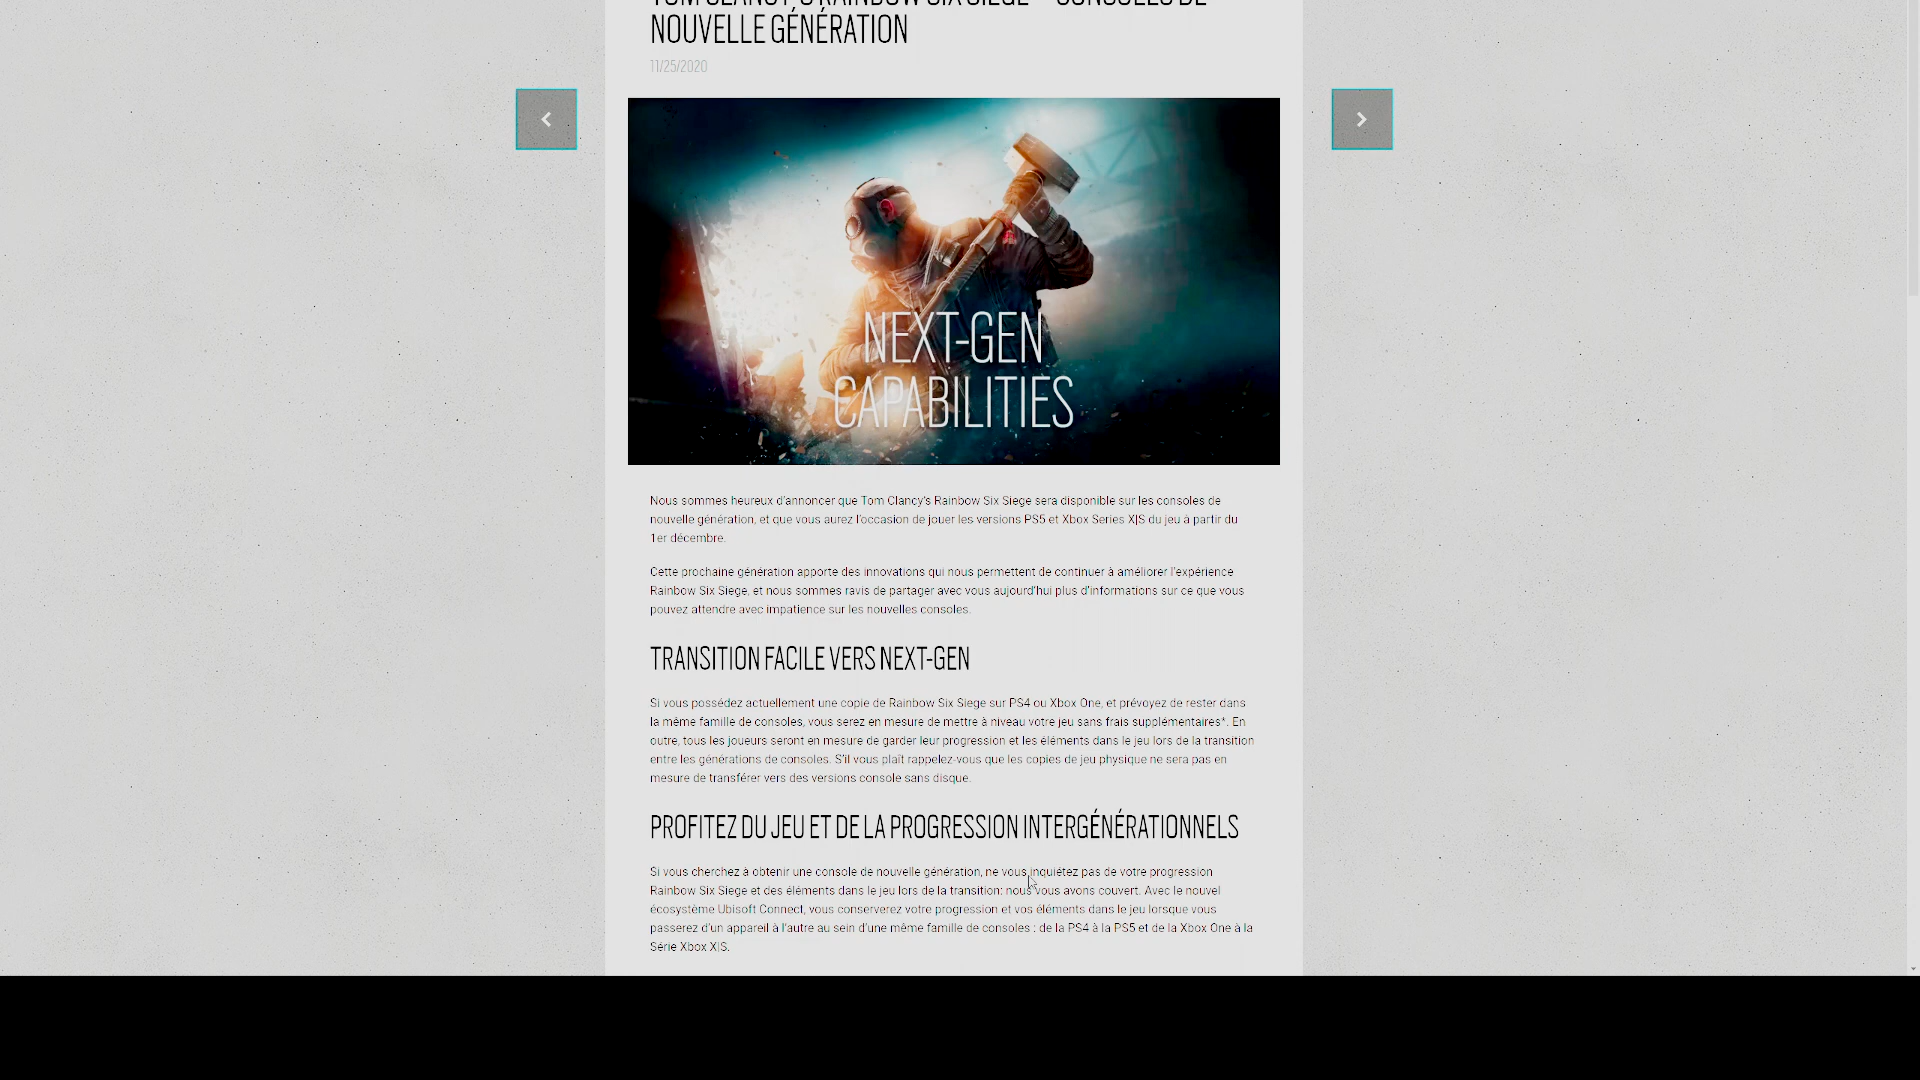 NOUVELLE GÉNÉRATION
11/25/2020
NEXT-GEN
CAPABILITIES
Nous sommes heureux d'annoncer que Tom Clancy's Rainbow Six Siege sera disponible sur les consoles de
nouvelle génération, et que vous aurez l'occasion de jouer les versions PS5 et Xbox Series X|S du jeu à partir du
1er décembre.
Cette prochaine génération apporte des innovations qui nous permettent de continuer à améliorer l'expérience
Rainbow Six Siege, et nous sommes ravis de partager avec vous aujourd'hui plus d'informations sur ce que vous
pouvez attendre avec impatience sur les nouvelles consoles.
TRANSITION FACILE VERS NEXT-GEN
Si vous possédez actuellement une copie de Rainbow Six Siege sur PS4 ou Xbox One, et prévoyez de rester dans
la même famille de consoles, vous serez en mesure de mettre à niveau votre jeu sans frais supplémentaires*. En
outre, tous les joueurs seront en mesure de garder leur progression et les éléments dans le jeu lors de la transition
entre les générations de consoles. S'il vous plaît rappelez-vous que les copies de jeu physique ne sera pas en
mesure de transférer vers des versions console sans disque.
PROFITEZ DU JEU ET DE LA PROGRESSION INTERGÉNÉRATIONNELS
Si vous cherchez à obtenir une console de nouvelle génération, ne vous inquiétez pas de votre progression
Rainbow Six Siege et des éléments dans le jeu lors de la transition: nous vous avons couvert. Avec le nouvel
écosystème Ubisoft Connect, vous conserverez votre progression et vos éléments dans le jeu lorsque vous
passerez d'un appareil à l'autre au sein d'une même famille de consoles : de la PS4 à la PS5 et de la Xbox One à la
Série Xbox X|S.